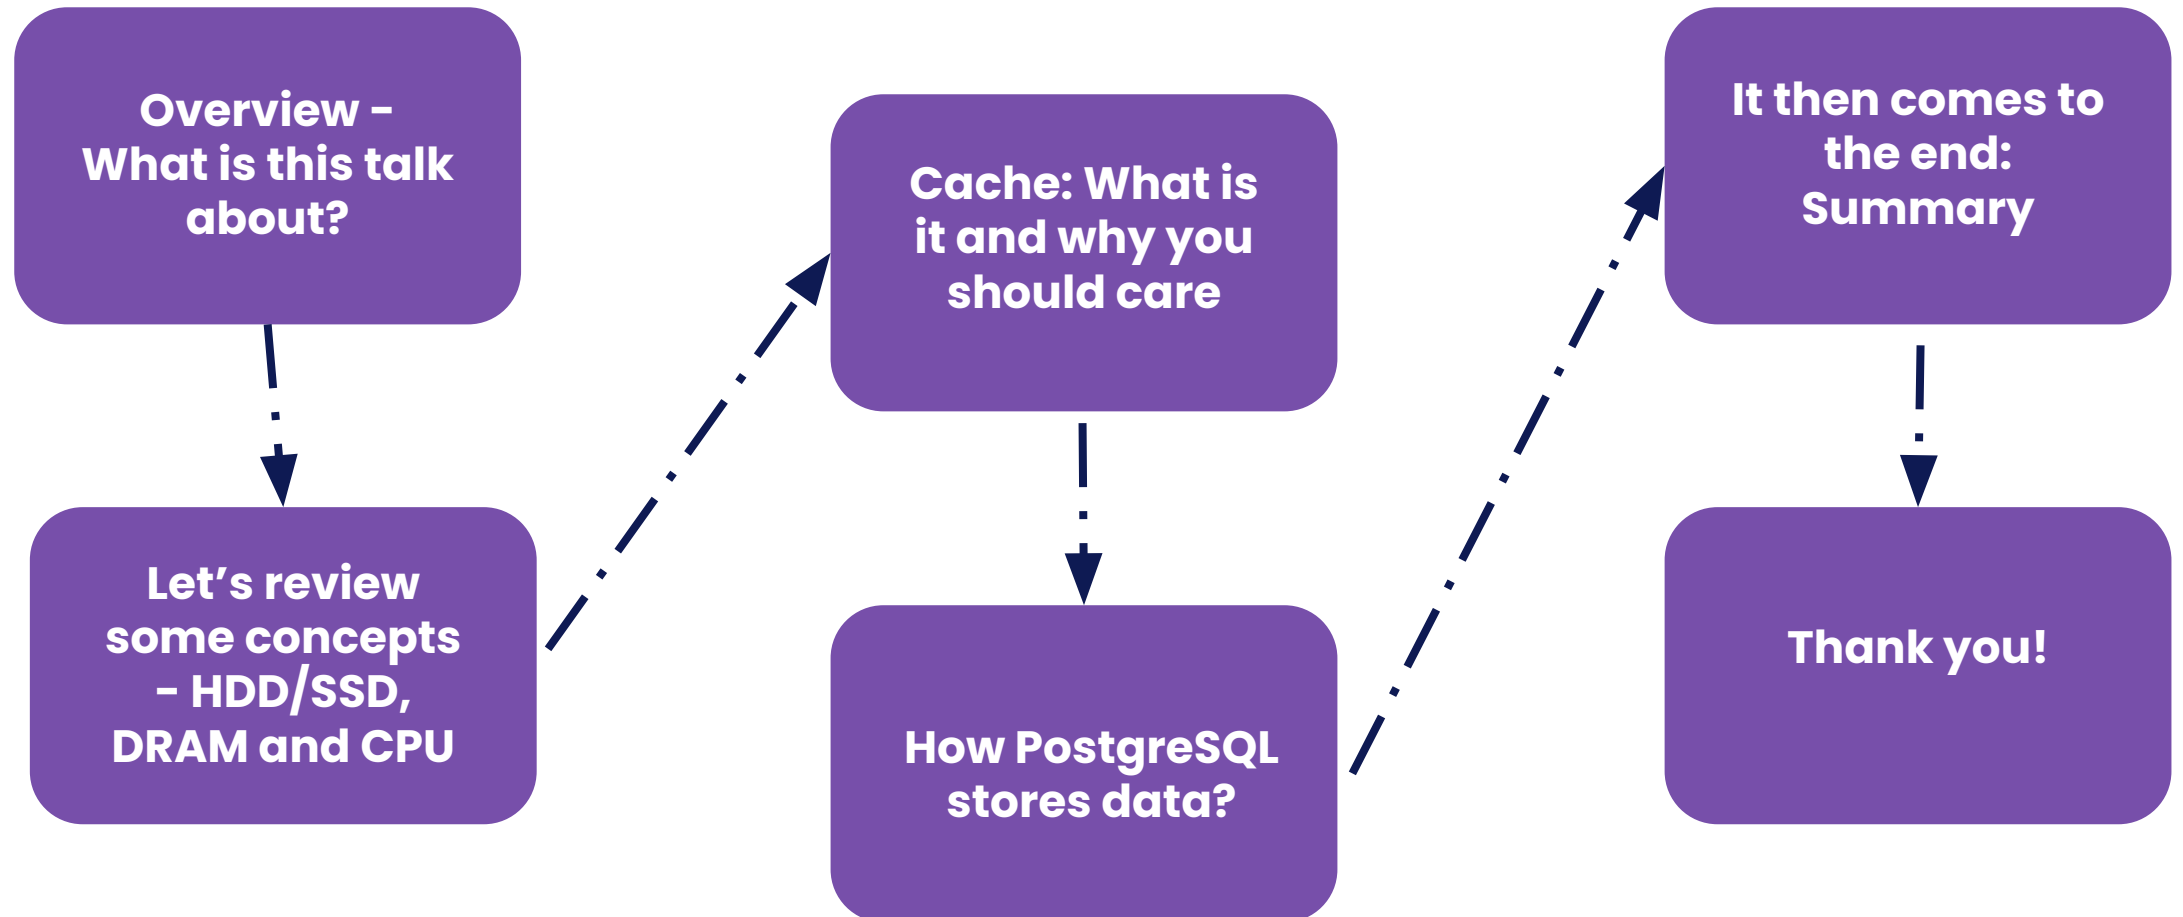 Overview -
What is this talk
about?
Let’s review
some concepts
- HDD/SSD,
DRAM and CPU
Cache: What is
it and why you
should care
How PostgreSQL
stores data?
It then comes to
the end:
Summary
Thank you!